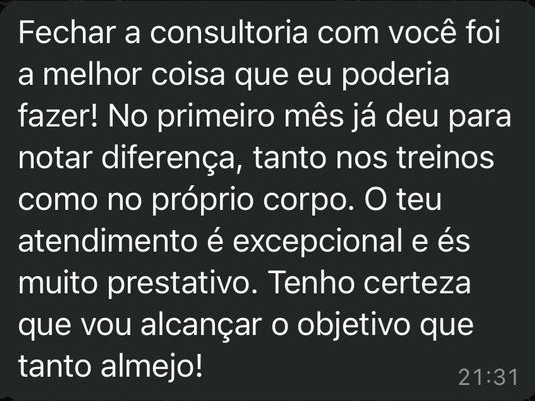 Fechar a consultoria com você foi
a melhor coisa que eu poderia
fazer! No primeiro mês já deu para
notar diferença, tanto nos treinos
como no próprio corpo. O teu
atendimento é excepcional e és
muito prestativo. Tenho certeza
que vou alcançar o objetivo que
tanto almejo!
21:31